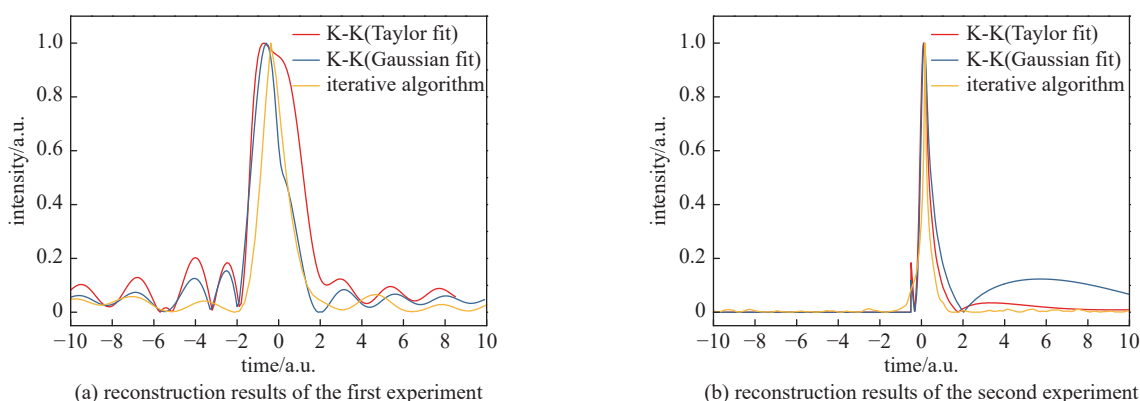 1.0
0.8
0.6
0.4
0.2
0
intensity/a.u.
K-K(Taylor fit)
K-K(Gaussian fit)
iterative algorithm
−10 −8 −6 −4 −2 0 2 4 6 8 10
time/a.u.
(a) reconstruction results of the first experiment
1.0
0.8
0.6
0.4
0.2
0
intensity/a.u.
K-K(Taylor fit)
K-K(Gaussian fit)
iterative algorithm
−10 −8 −6 −4 −2 0 2 4 6 8 10
time/a.u.
(b) reconstruction results of the second experiment